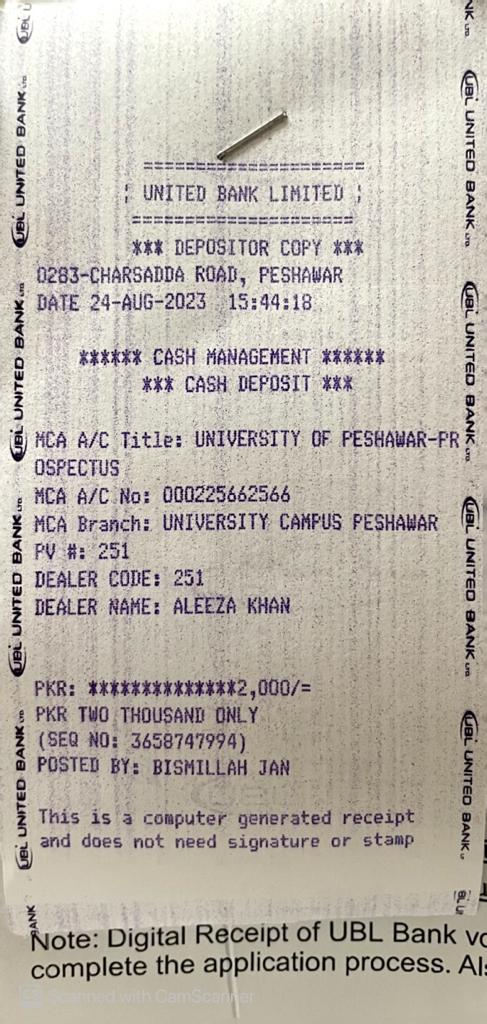 ====================
¦ UNITED BANK LIMITED ¦
====================
*** DEPOSITOR COPY ***
0283-CHARSADDA ROAD, PESHAWAR
DATE 24-AUG-2023 15:44:18
****** CASH MANAGEMENT ******
*** CASH DEPOSIT ***
MCA A/C Title: UNIVERSITY OF PESHAWAR-PR
OSPECTUS
MCA A/C No: 000225662566
MCA Branch: UNIVERSITY CAMPUS PESHAWAR
PV #: 251
DEALER CODE: 251
DEALER NAME: ALEEZA KHAN
PKR: **************2,000/=
PKR TWO THOUSAND ONLY
(SEQ NO: 3658747994)
POSTED BY: BISMILLAH JAN
This is a computer generated receipt
and does not need signature or stamp
UBL UNITED BANK LTD.
UBL UNITED BANK LTD.
UBL UNITED BANK LTD.
UBL UNITED BANK LTD.
UBL UNITED BANK LTD.
UBL UNITED BANK LTD.
UBL UNITED BANK LTD.
UBL UNITED BANK LTD.
Note: Digital Receipt of UBL Bank
complete the application process.
Scanned with CamScanner